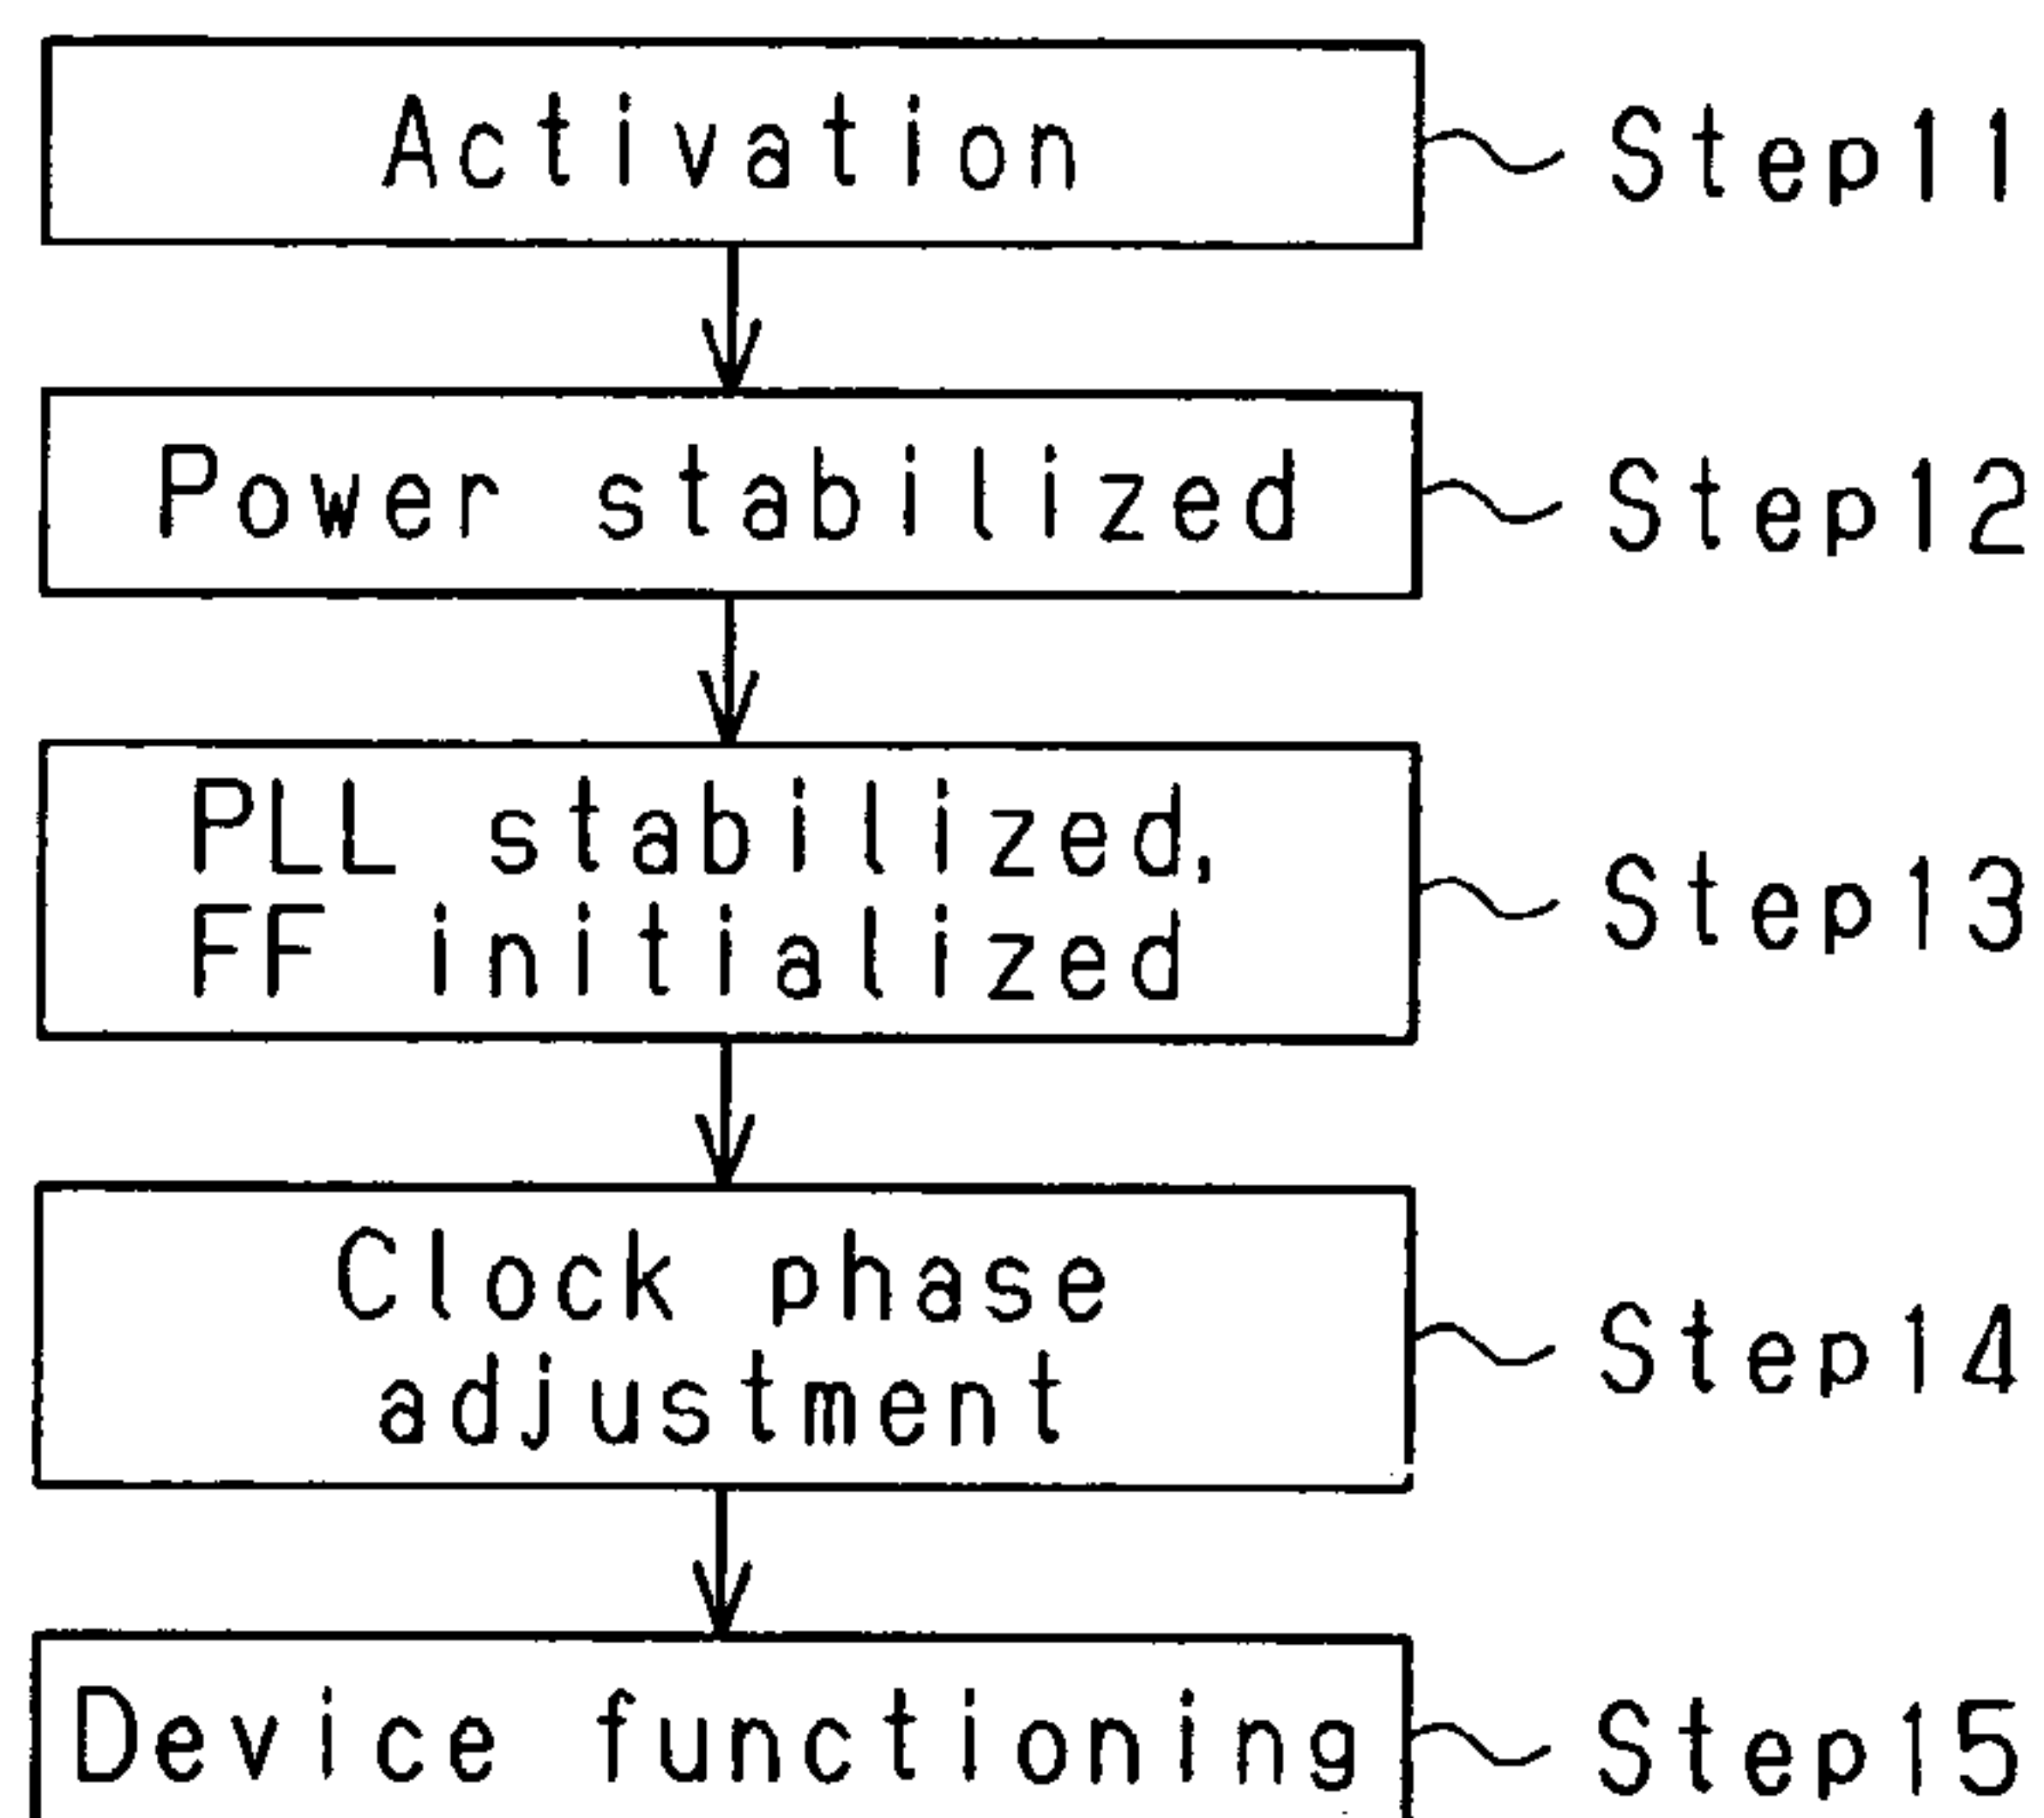 Activation Step11
Power stabilized Step12
PLL stabilized,
FF initialized Step13
Clock phase
adjustment Step14
Device functioning Step15